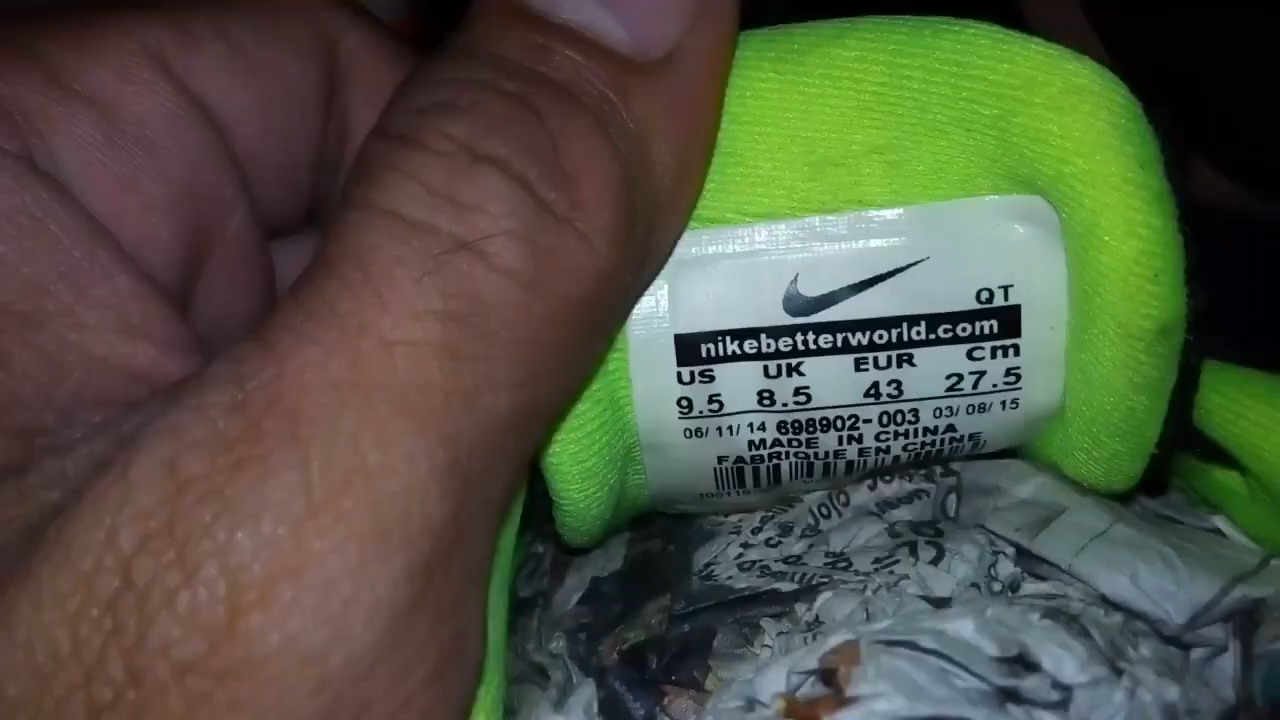 QT
nikebetterworld.com
US UK EUR Cm
9.5 8.5 43 27.5
06/11/14 698902-003 03/08/15
MADE IN CHINA
FABRIQUE EN CHINE